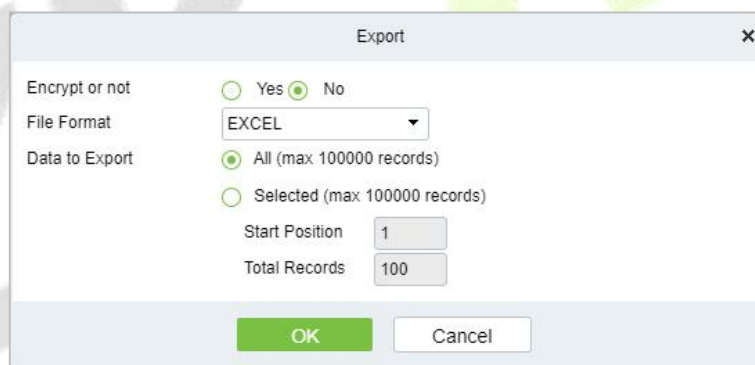 Export
Encrypt or not Yes No
File Format EXCEL
Data to Export All (max 100000 records)
Selected (max 100000 records)
Start Position 1
Total Records 100
OK Cancel